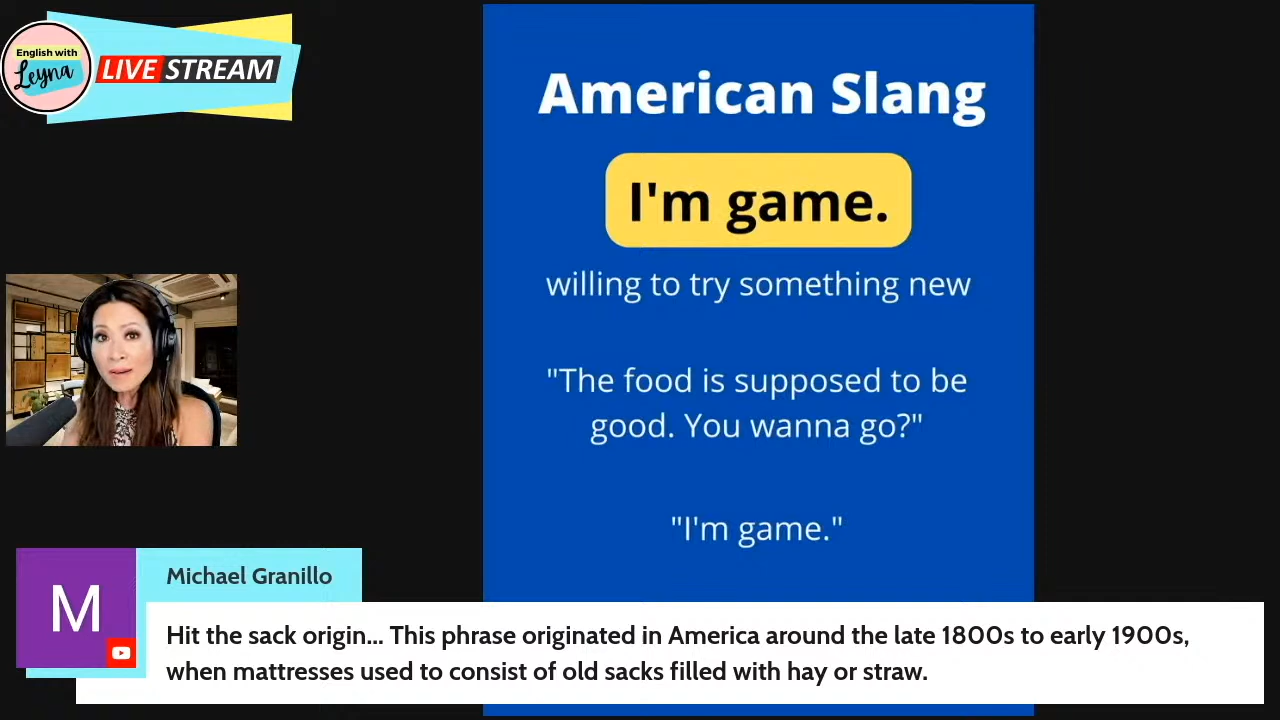 English with
Leyna
LIVE STREAM
American Slang
I'm game.
willing to try something new
"The food is supposed to be
good. You wanna go?"
"I'm game."
M
Michael Granillo
Hit the sack origin... This phrase originated in America around the late 1800s to early 1900s,
when mattresses used to consist of old sacks filled with hay or straw.